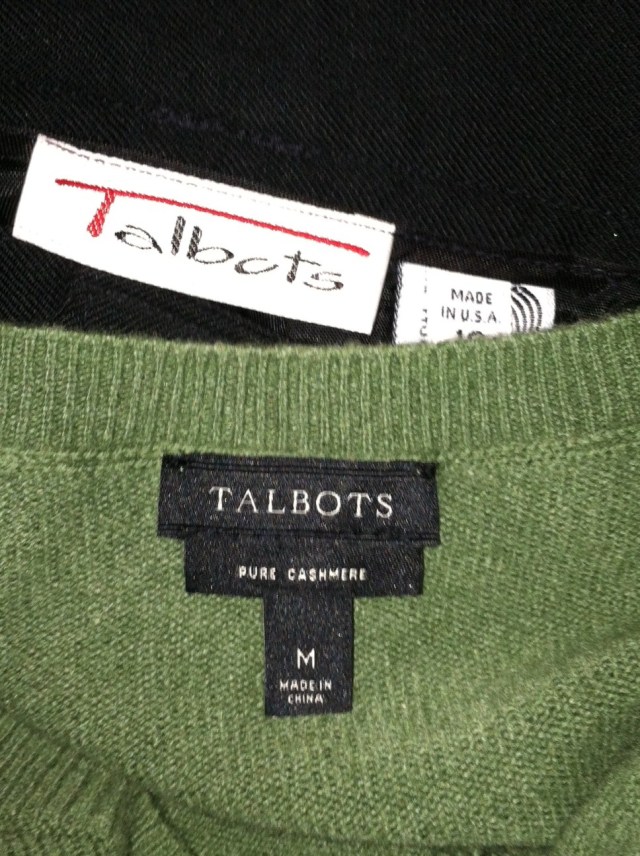 Talbots
MADE
IN U.S.A.
TALBOTS
PURE CASHMERE
M
MADE IN
CHINA